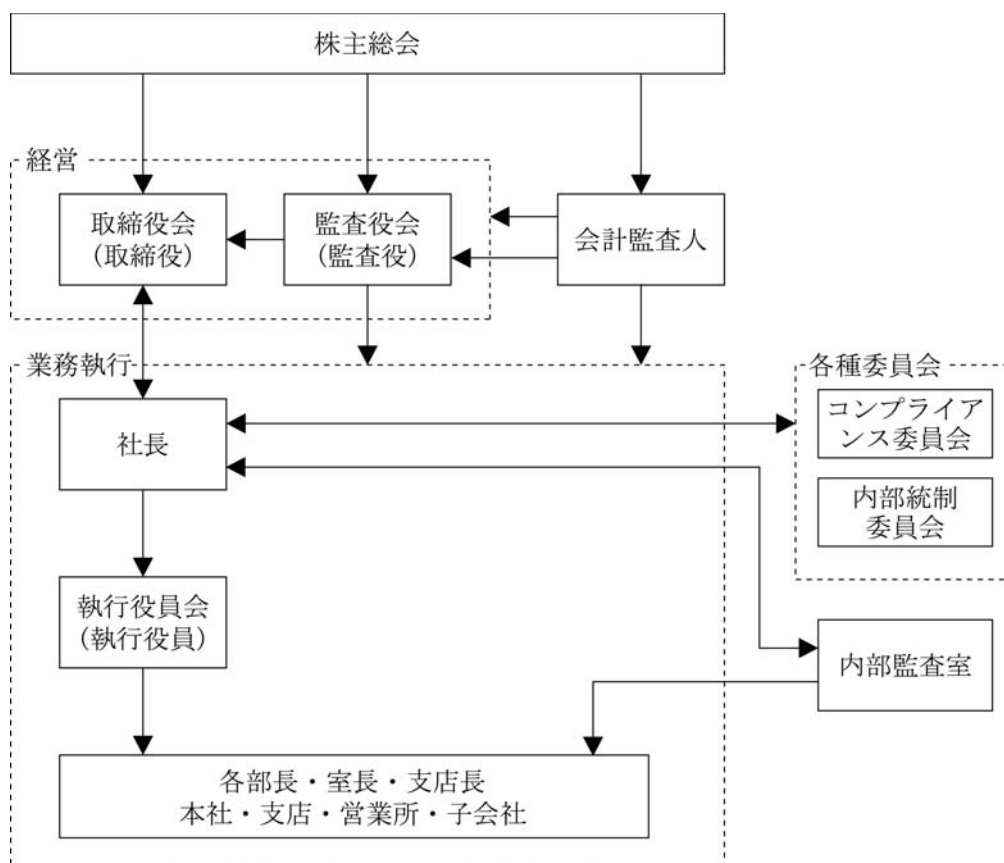 株主総会
経営
取締役会
(取締役)
監査役会
(監査役)
会計監査人
業務執行
社長
各種委員会
コンプライア
ンス委員会
内部統制
委員会
執行役員会
(執行役員)
内部監査室
各部長・室長・支店長
本社・支店・営業所・子会社